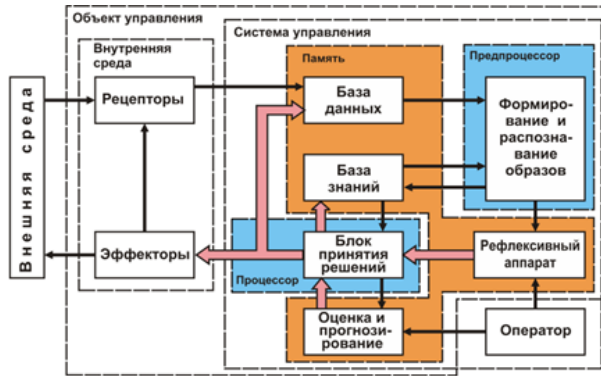 Объект управления
Система управления
Внутренняя
среда
Память
Предпроцессор
Внешняя среда
Рецепторы
База
данных
Формиро-
вание и
распозна-
вание
образов
База
знаний
Эффекторы
Блок
принятия
решений
Рефлексивный
аппарат
Процессор
Оценка и
прогнози-
рование
Оператор